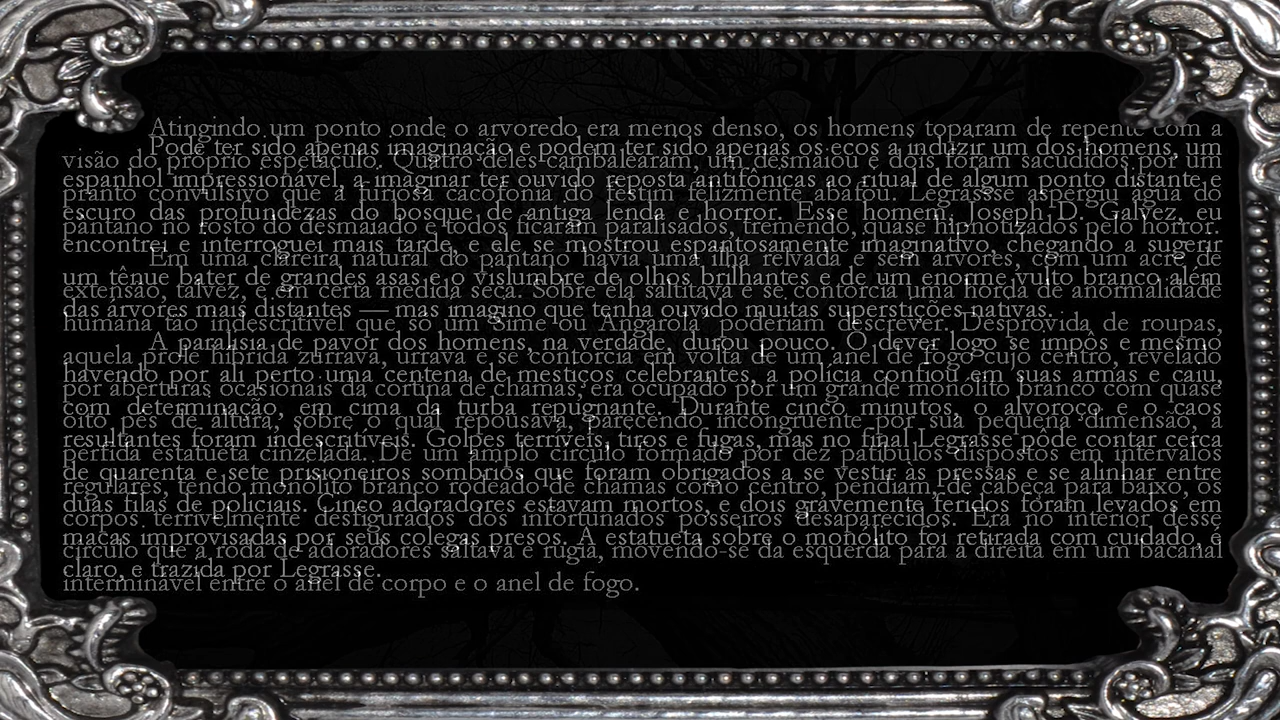 Atingindo um ponto onde o arvoredo era menos denso, os homens toparam de repente com a
visão do próprio espetáculo. Quatro deles cambalearam, um desmaiou e dois foram sacudidos por um
pranto convulsivo que a furiosa cacofonia do festim felizmente abafou. Legrasse aspergiu água do
pântano no rosto do desmaiado e todos ficaram paralisados, tremendo, quase hipnotizados pelo horror.
Em uma clareira natural do pântano havia uma ilha relvada e sem árvores, com um acre de
extensão, talvez, e em certa medida seca. Sobre ela saltitava e se contorcia uma horda de anormalidade
humana tão indescritível que só um Sime ou Angarola poderiam descrever. Desprovida de roupas,
aquela prole híbrida zurrava, urrava e se contorcia em volta de um anel de fogo cujo centro, revelado
por aberturas ocasionais da cortina de chamas, era ocupado por um grande monólito branco com quase
oito pés de altura, sobre o qual repousava, parecendo incongruente por sua pequena dimensão, a
pérfida estatueta cinzelada. De um amplo círculo formado por dez patíbulos dispostos em intervalos
regulares, tendo monólito branco rodeado de chamas como centro, pendiam, de cabeça para baixo, os
corpos terrivelmente desfigurados dos infortunados posseiros desaparecidos. Era no interior desse
círculo que a roda de adoradores saltava e rugia, movendo-se da esquerda para a direita em um bacanal
interminável entre o anel de corpo e o anel de fogo.
Pode ter sido apenas imaginação e podem ter sido apenas os ecos a induzir um dos homens, um
espanhol impressionável, a imaginar ter ouvido reposta antifônicas ao ritual de algum ponto distante e
escuro das profundezas do bosque de antiga lenda e horror. Esse homem, Joseph D. Galvez, eu
encontrei e interroguei mais tarde, e ele se mostrou espantosamente imaginativo, chegando a sugerir
um tênue bater de grandes asas e o vislumbre de olhos brilhantes e de um enorme vulto branco além
das árvores mais distantes — mas imagino que tenha ouvido muitas superstições nativas.
A paralisia de pavor dos homens, na verdade, durou pouco. O dever logo se impôs e mesmo
havendo por ali perto uma centena de mestiços celebrantes, a polícia confiou em suas armas e caiu,
com determinação, em cima da turba repugnante. Durante cinco minutos, o alvoroço e o caos
resultantes foram indescritíveis. Golpes terríveis, tiros e fugas, mas no final Legrasse pôde contar cerca
de quarenta e sete prisioneiros sombrios que foram obrigados a se vestir às pressas e se alinhar entre
duas filas de policiais. Cinco adoradores estavam mortos, e dois gravemente feridos foram levados em
macas improvisadas por seus colegas presos. A estatueta sobre o monólito foi retirada com cuidado, e
claro, e trazida por Legrasse.